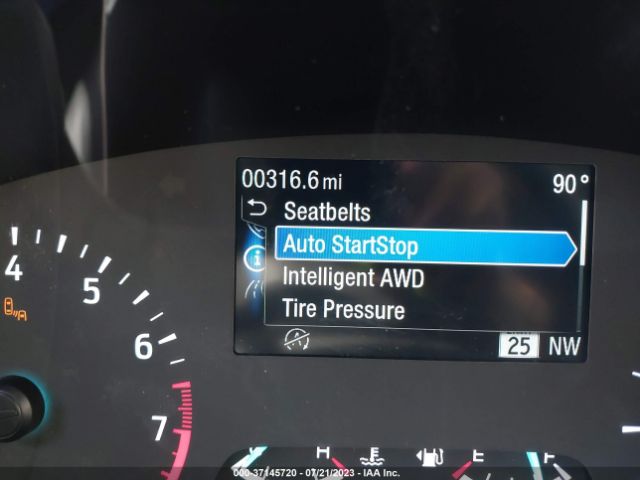 00316.6 mi 90°
Seatbelts
Auto StartStop
Intelligent AWD
Tire Pressure
25 NW
4
5
6
7
H E F
000-37145720 - 07/21/2023 - IAA Inc.